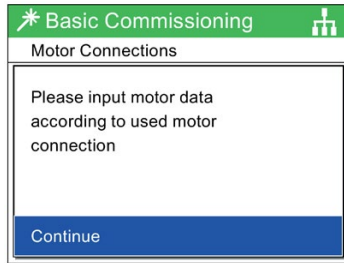 Basic Commissioning
Motor Connections
Please input motor data
according to used motor
connection
Continue